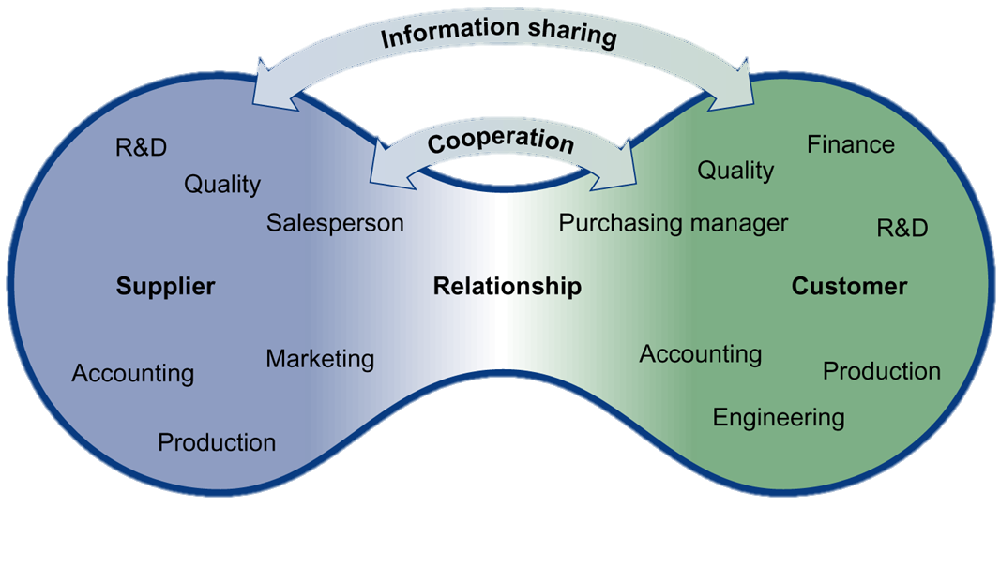 Information sharing
Cooperation
R&D
Quality
Salesperson
Supplier
Accounting
Marketing
Production
Relationship
Finance
Quality
Purchasing manager
R&D
Customer
Accounting
Production
Engineering